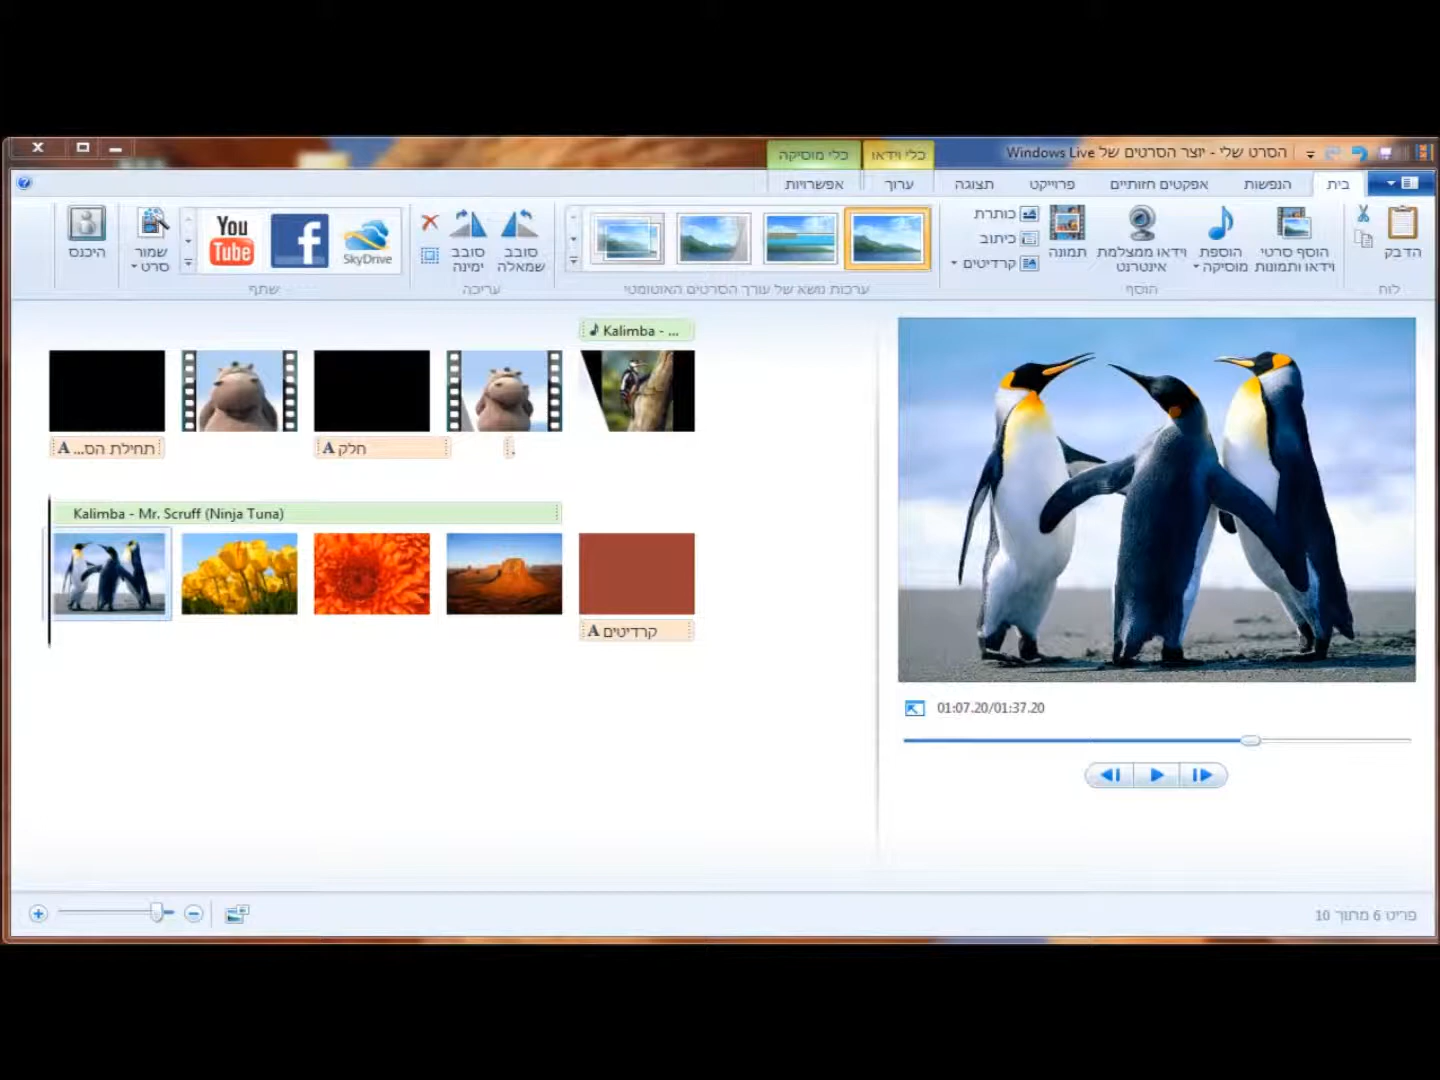 הסרט שלי - יוצר הסרטים של Windows Live
כלי וידאו
כלי מוסיקה
בית
הנפשות
אפקטים חזותיים
פרוייקט
תצוגה
ערוך
אפשרויות
הדבק
הוסף סרטי
וידאו ותמונות
הוספת
מוסיקה
וידאו ממצלמת
אינטרנט
תמונה
כותרת
כיתוב
קרדיטים
סובב
שמאלה
סובב
ימינה
SkyDrive
f
You
Tube
שמור
סרט
היכנס
לוח
הוסף
ערכות נושא של עורך הסרטים האוטומטי
עריכה
שתף
Kalimba - ...
A תחילת הס...
A חלק
.
Kalimba - Mr. Scruff (Ninja Tuna)
A קרדיטים
01:07.20/01:37.20
פריט 6 מתוך 10